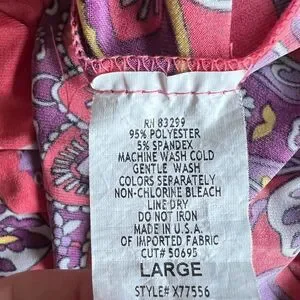 RN 83299
95% POLYESTER
5% SPANDEX
MACHINE WASH COLD
GENTLE WASH
COLORS SEPARATELY
NON-CHLORINE BLEACH
LINE DRY
DO NOT IRON
MADE IN U.S.A.
OF IMPORTED FABRIC
CUT# 50695
LARGE
STYLE# X77556